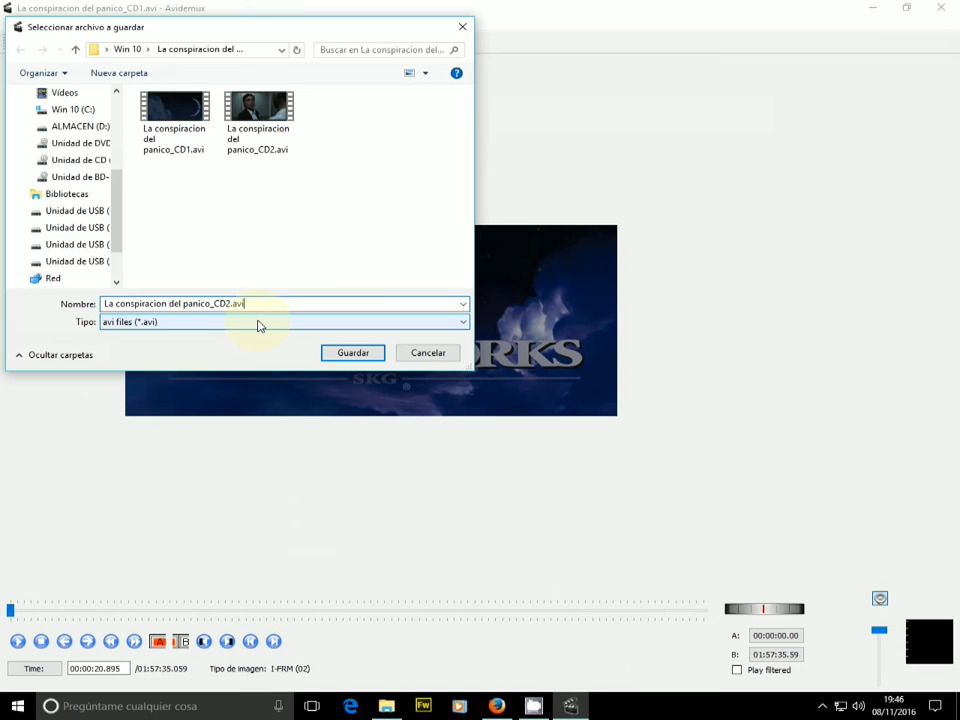 La conspiracion del panico_CD1.avi - Avidemux
Seleccionar archivo a guardar
Win 10 > La conspiracion del ...
Buscar en La conspiracion del...
Organizar
Nueva carpeta
Vídeos
Win 10 (C:)
ALMACEN (D:)
Unidad de DVD
Unidad de CD (
Unidad de BD-
Bibliotecas
Unidad de USB (
Unidad de USB (
Unidad de USB (
Unidad de USB (
Red
La conspiracion
del
panico_CD1.avi
La conspiracion
del
panico_CD2.avi
Nombre: La conspiracion del panico_CD2.avi
Tipo: avi files (*.avi)
Ocultar carpetas
Guardar
Cancelar
ORKS
SKG ®
A: 00:00:00.00
B: 01:57:35.59
Play filtered
A
B
Time: 00:00:20.895 /01:57:35.059 Tipo de imagen: I-FRM (02)
Pregúntame cualquier cosa
Fw
19:46
08/11/2016